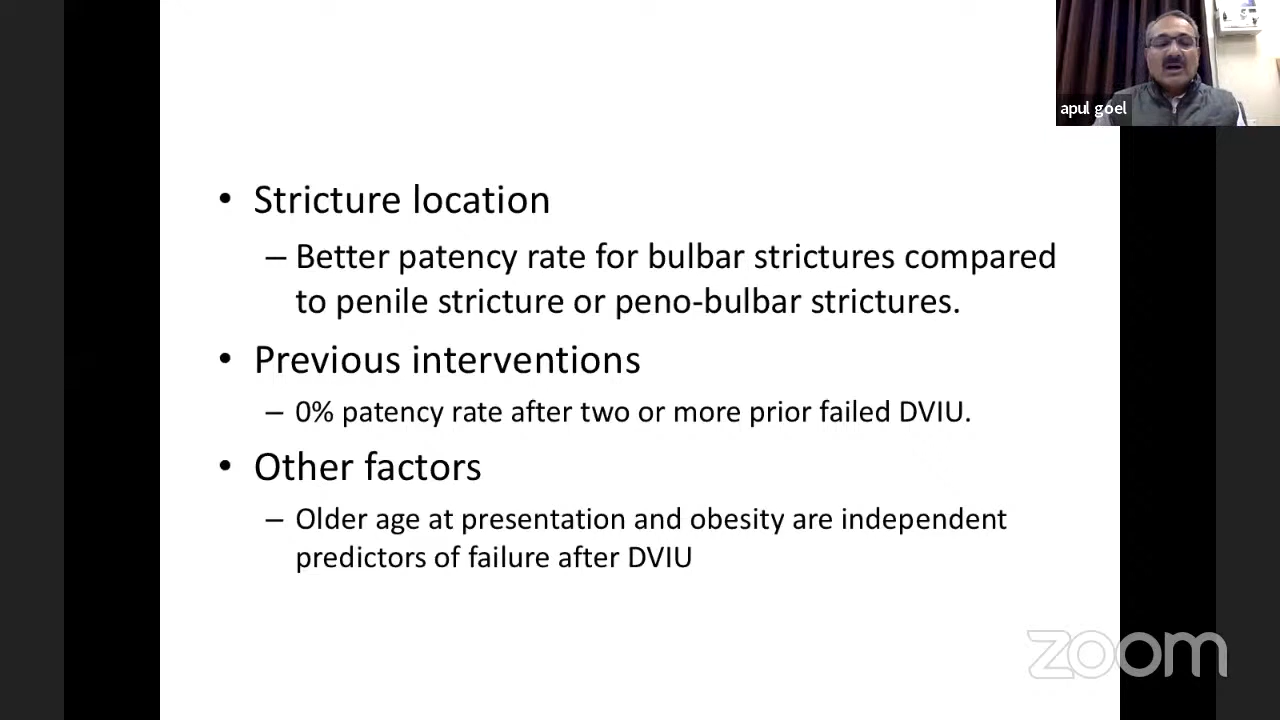 apul goel
• Stricture location
– Better patency rate for bulbar strictures compared
to penile stricture or peno-bulbar strictures.
• Previous interventions
– 0% patency rate after two or more prior failed DVIU.
• Other factors
– Older age at presentation and obesity are independent
predictors of failure after DVIU
zoom